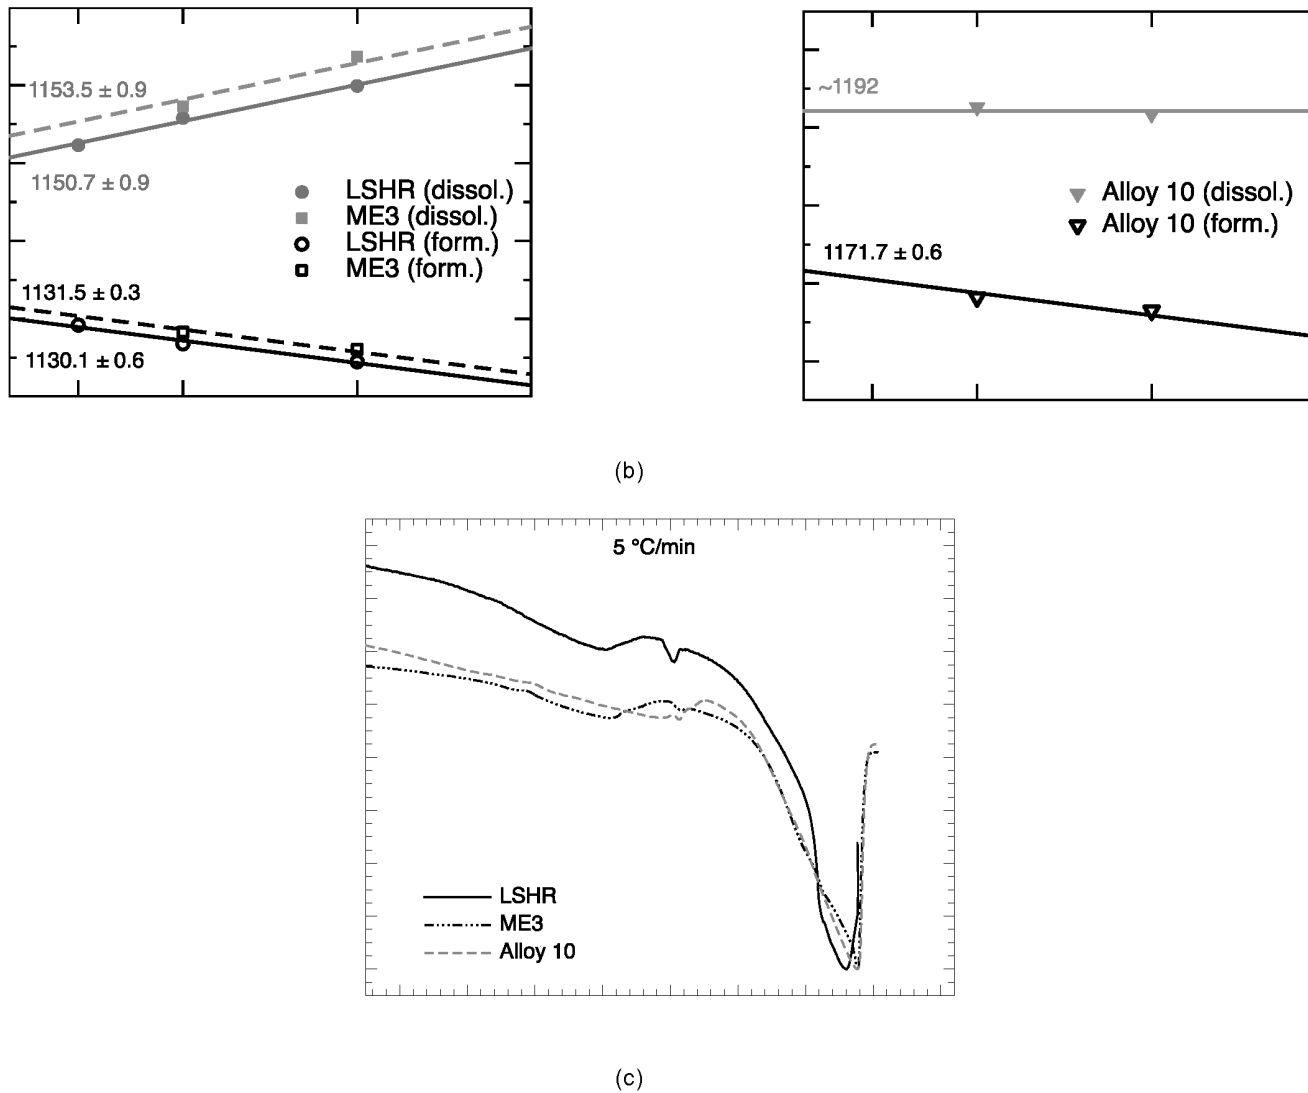 1153.5 ± 0.9
1150.7 ± 0.9
LSHR (dissol.)
ME3 (dissol.)
LSHR (form.)
ME3 (form.)
1131.5 ± 0.3
1130.1 ± 0.6
~1192
Alloy 10 (dissol.)
Alloy 10 (form.)
1171.7 ± 0.6
(b)
5 °C/min
LSHR
ME3
Alloy 10
(c)